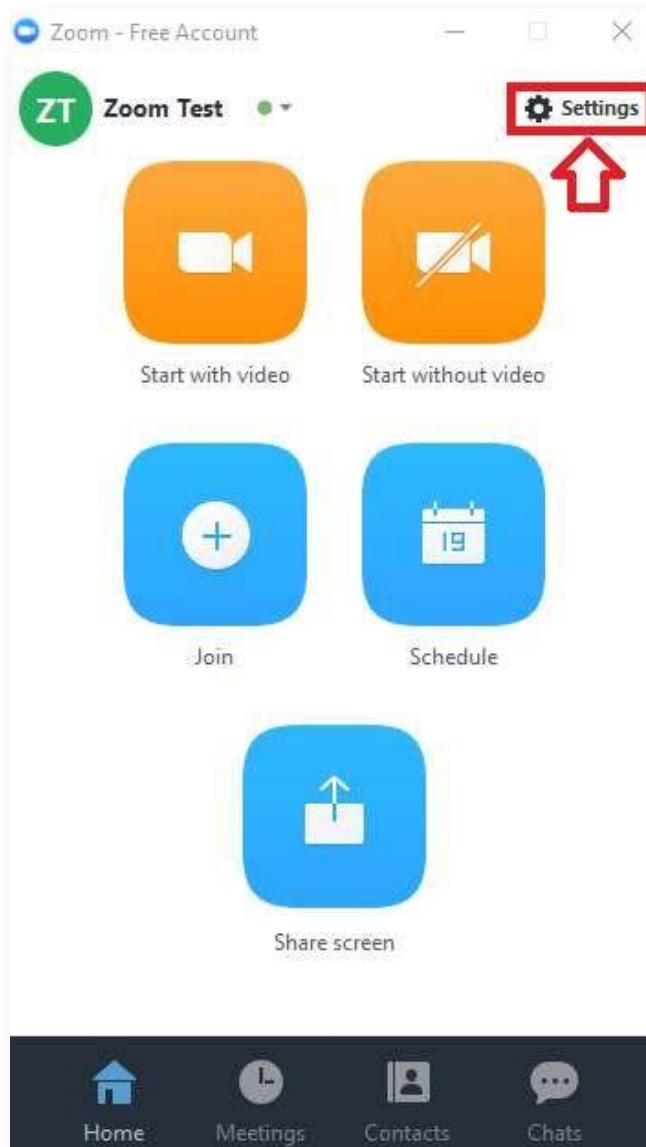 Zoom - Free Account
ZT Zoom Test Settings
Start with video Start without video
19
Join Schedule
Share screen
Home Meetings Contacts Chats